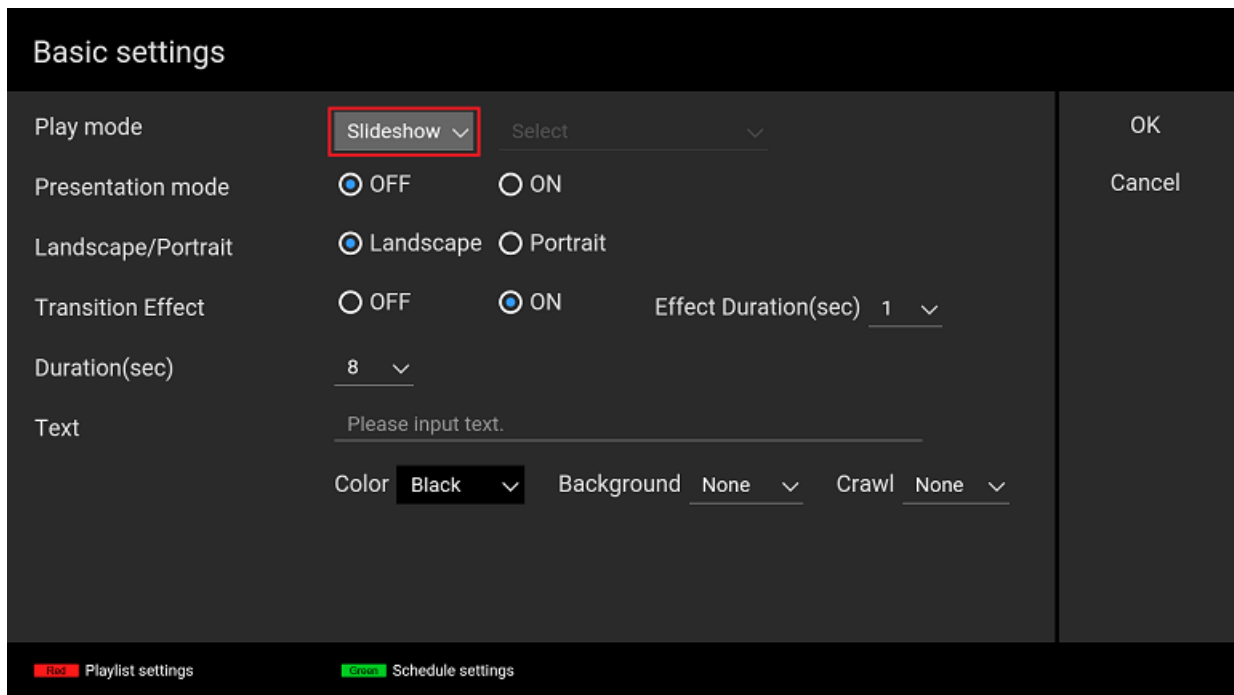 Basic settings
Play mode Slideshow Select OK
Presentation mode OFF ON Cancel
Landscape/Portrait Landscape Portrait
Transition Effect OFF ON Effect Duration(sec) 1
Duration(sec) 8
Text Please input text.
Color Black Background None Crawl None
Red Playlist settings Green Schedule settings